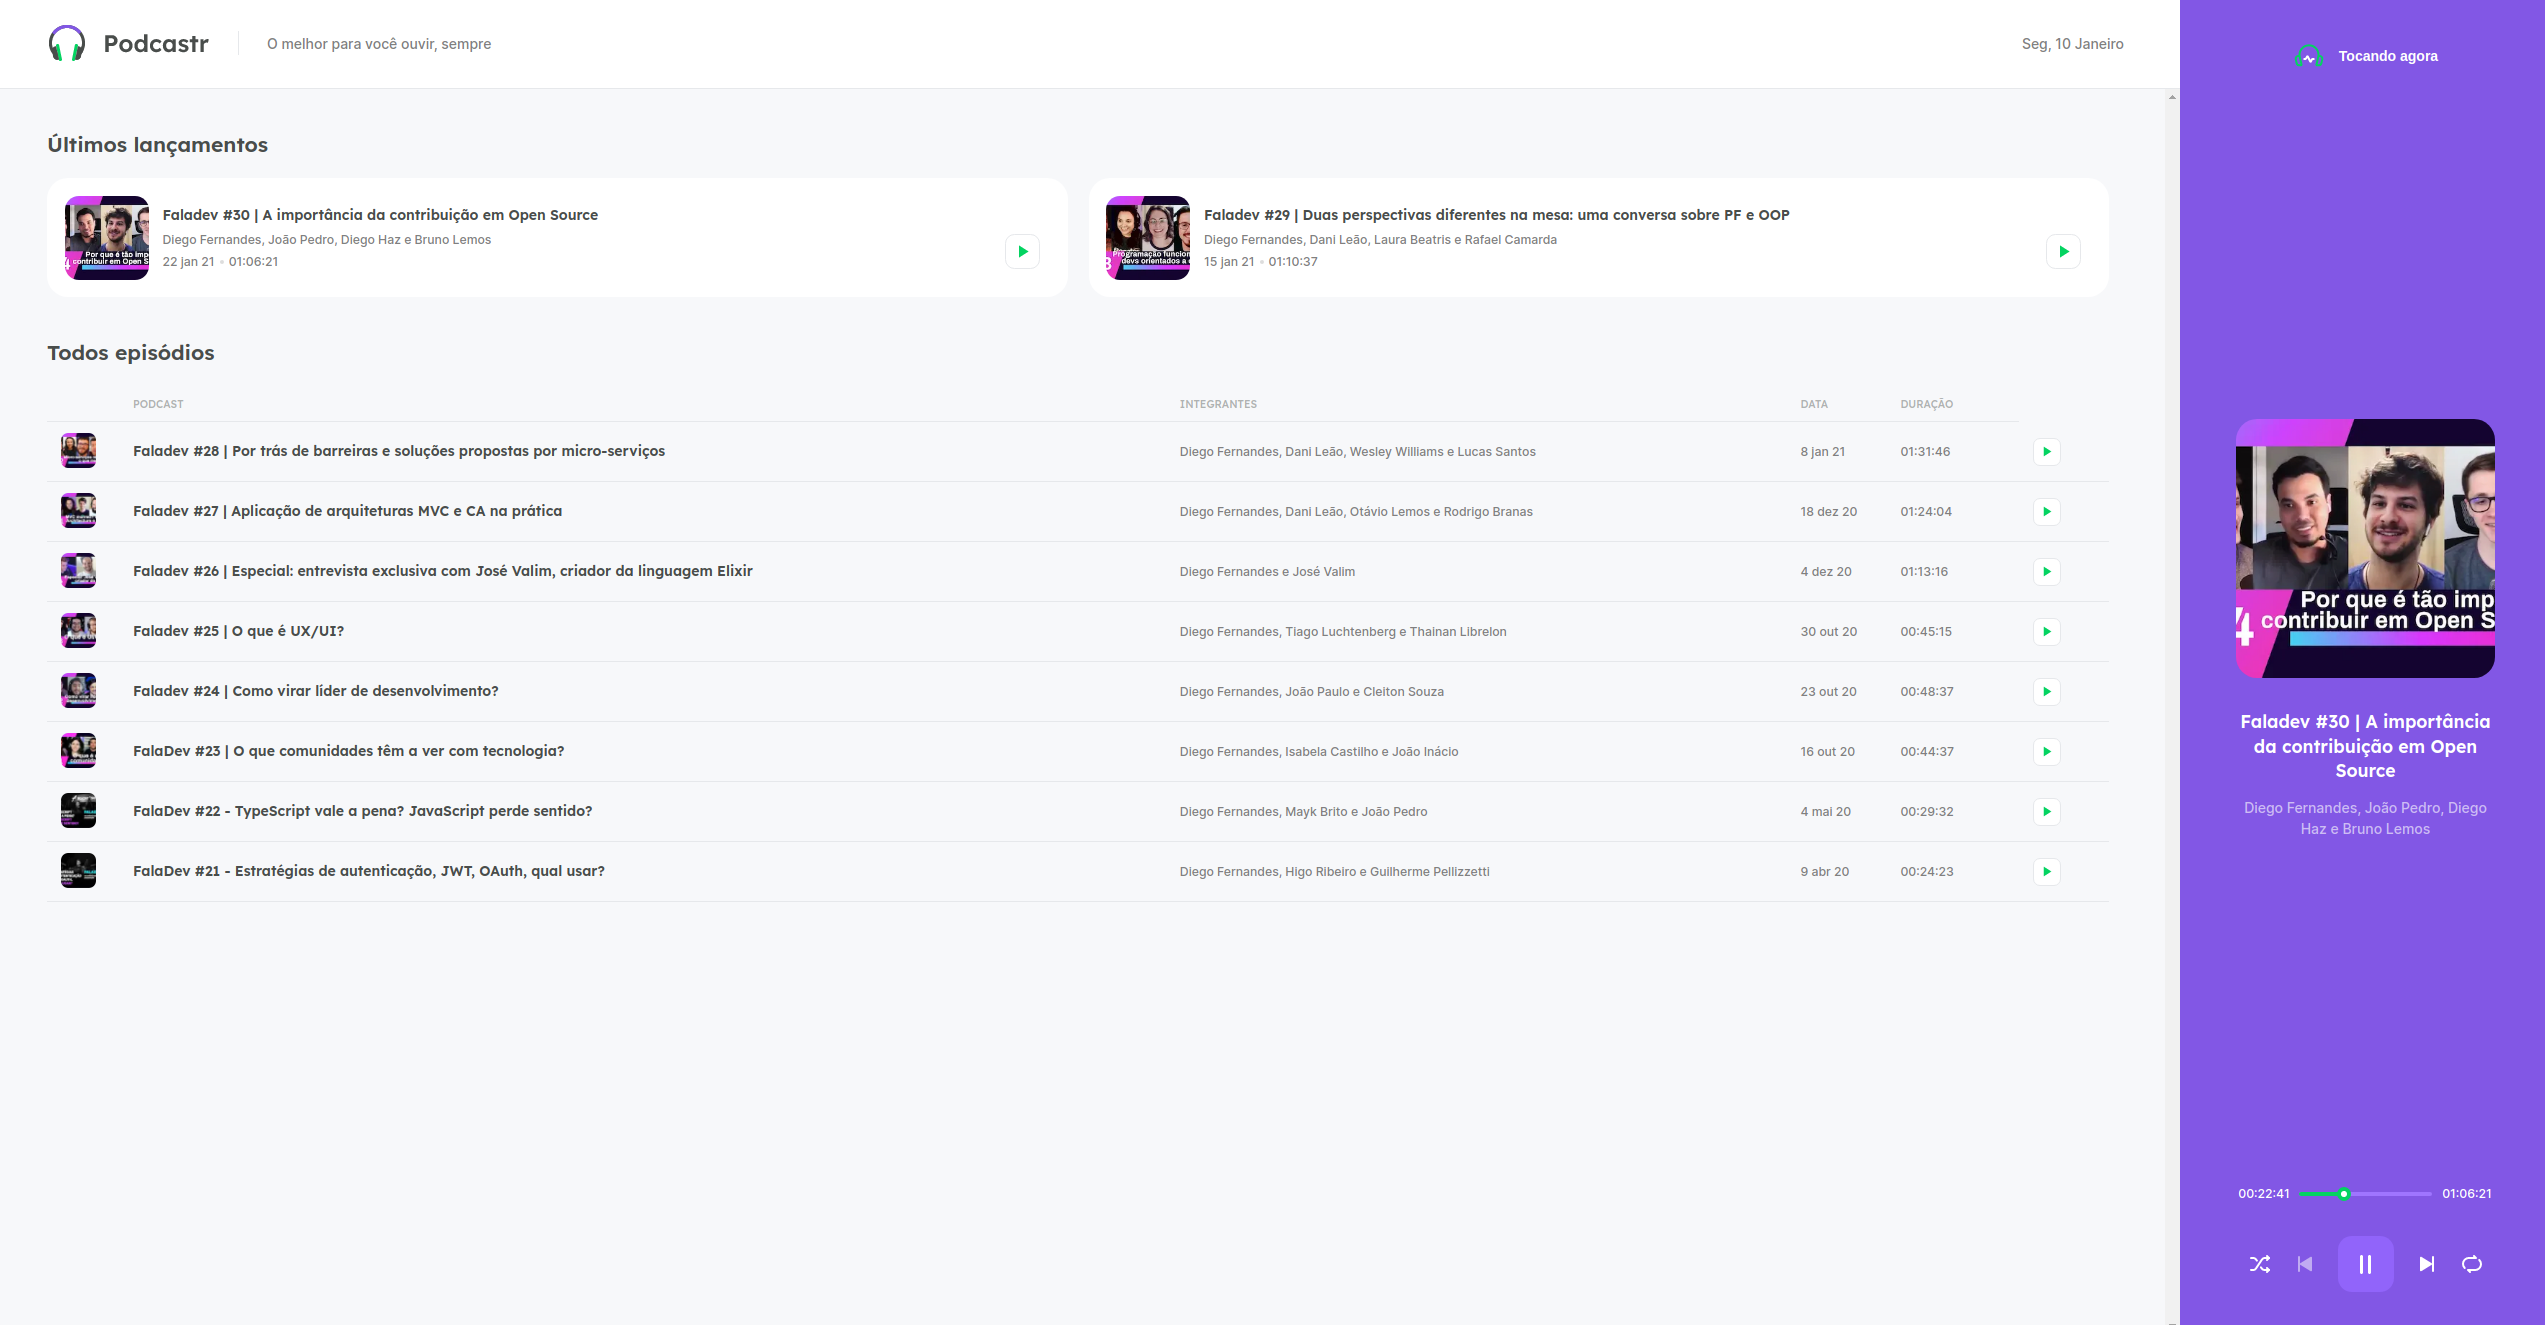 Podcastr
O melhor para você ouvir, sempre
Seg, 10 Janeiro
Últimos lançamentos
Faladev #30 | A importância da contribuição em Open Source
Diego Fernandes, João Pedro, Diego Haz e Bruno Lemos
22 jan 21 • 01:06:21
Por que é tão imp
contribuir em Open S
Faladev #29 | Duas perspectivas diferentes na mesa: uma conversa sobre PF e OOP
Diego Fernandes, Dani Leão, Laura Beatris e Rafael Camarda
15 jan 21 • 01:10:37
Programação funcion
devs orientados a
Todos episódios
PODCAST INTEGRANTES DATA DURAÇÃO
Faladev #28 | Por trás de barreiras e soluções propostas por micro-serviços Diego Fernandes, Dani Leão, Wesley Williams e Lucas Santos 8 jan 21 01:31:46
Faladev #27 | Aplicação de arquiteturas MVC e CA na prática Diego Fernandes, Dani Leão, Otávio Lemos e Rodrigo Branas 18 dez 20 01:24:04
Faladev #26 | Especial: entrevista exclusiva com José Valim, criador da linguagem Elixir Diego Fernandes e José Valim 4 dez 20 01:13:16
Faladev #25 | O que é UX/UI? Diego Fernandes, Tiago Luchtenberg e Thainan Librelon 30 out 20 00:45:15
Faladev #24 | Como virar líder de desenvolvimento? Diego Fernandes, João Paulo e Cleiton Souza 23 out 20 00:48:37
FalaDev #23 | O que comunidades têm a ver com tecnologia? Diego Fernandes, Isabela Castilho e João Inácio 16 out 20 00:44:37
FalaDev #22 - TypeScript vale a pena? JavaScript perde sentido? Diego Fernandes, Mayk Brito e João Pedro 4 mai 20 00:29:32
FalaDev #21 - Estratégias de autenticação, JWT, OAuth, qual usar? Diego Fernandes, Higo Ribeiro e Guilherme Pellizzetti 9 abr 20 00:24:23
Tocando agora
Por que é tão imp
4 contribuir em Open S
Faladev #30 | A importância
da contribuição em Open
Source
Diego Fernandes, João Pedro, Diego
Haz e Bruno Lemos
00:22:41 01:06:21